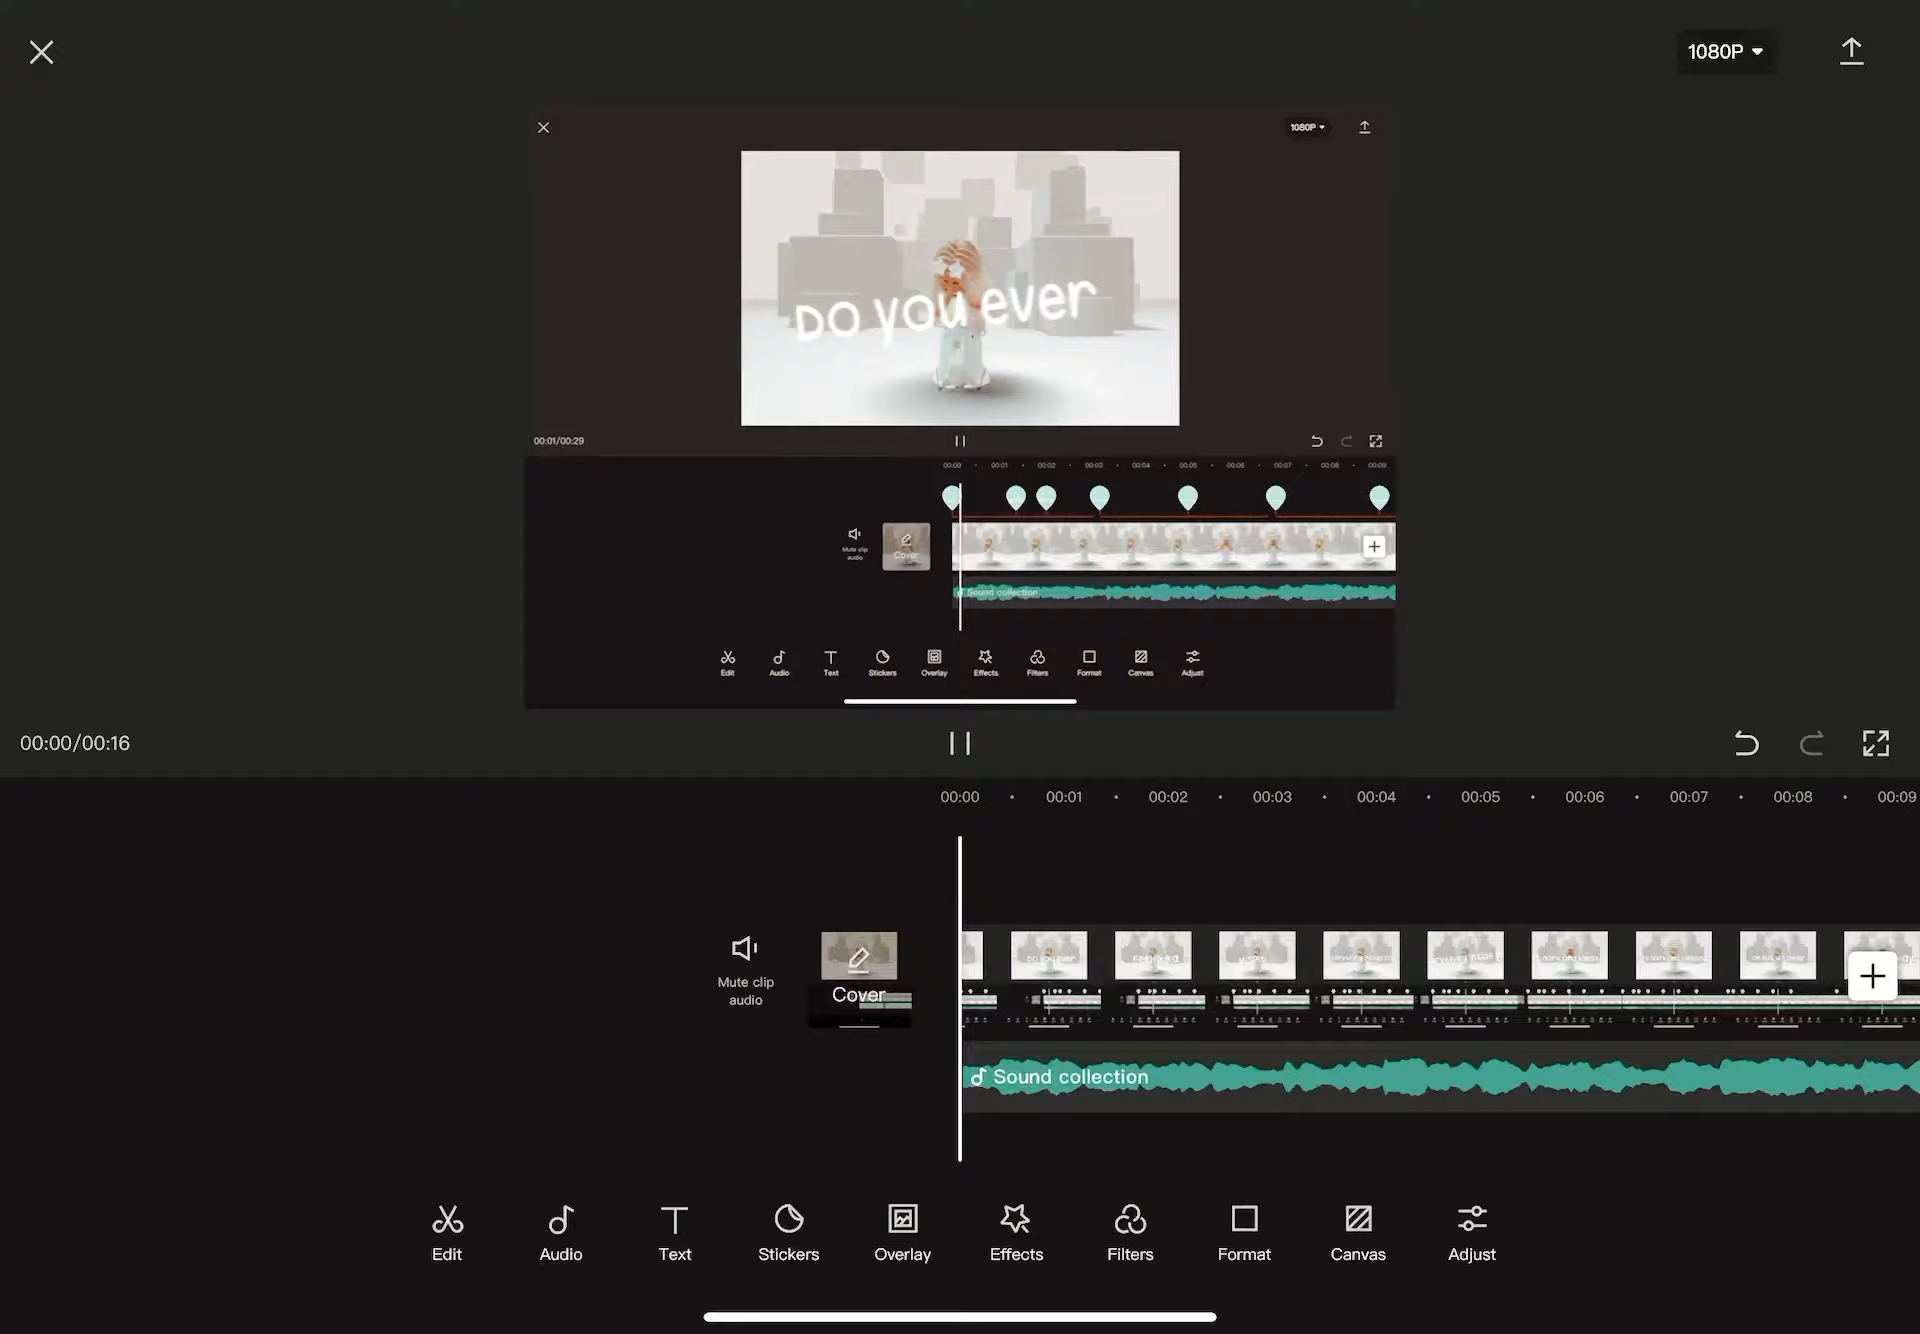 1080P
1080P
DO you ever
00:01/00:29
00:00 00:01 00:02 00:03 00:04 00:05 00:06 00:07 00:08 00:09
Mute clip
audio
Cover
Sound collection
Edit Audio Text Stickers Overlay Effects Filters Format Canvas Adjust
00:00/00:16
00:00 00:01 00:02 00:03 00:04 00:05 00:06 00:07 00:08 00:09
DO you ever
Mute clip
audio
Cover
Sound collection
Edit Audio Text Stickers Overlay Effects Filters Format Canvas Adjust